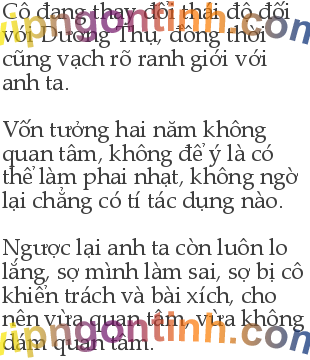 Cô đang thay đổi thái độ đối
với Dương Thụ, đồng thời
cũng vạch rõ ranh giới với
anh ta.
Vốn tưởng hai năm không
quan tâm, không để ý là có
thể làm phai nhạt, không ngờ
lại chẳng có tí tác dụng nào.
Ngược lại anh ta còn luôn lo
lắng, sợ mình làm sai, sợ bị cô
khiển trách và bài xích, cho
nên vừa quan tâm, vừa không
dám quan tâm.
vipngontinh.com
vipngontinh.com